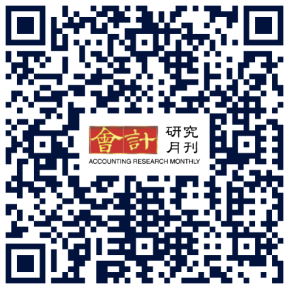 會計 研究
月刊
ACCOUNTING RESEARCH MONTHLY